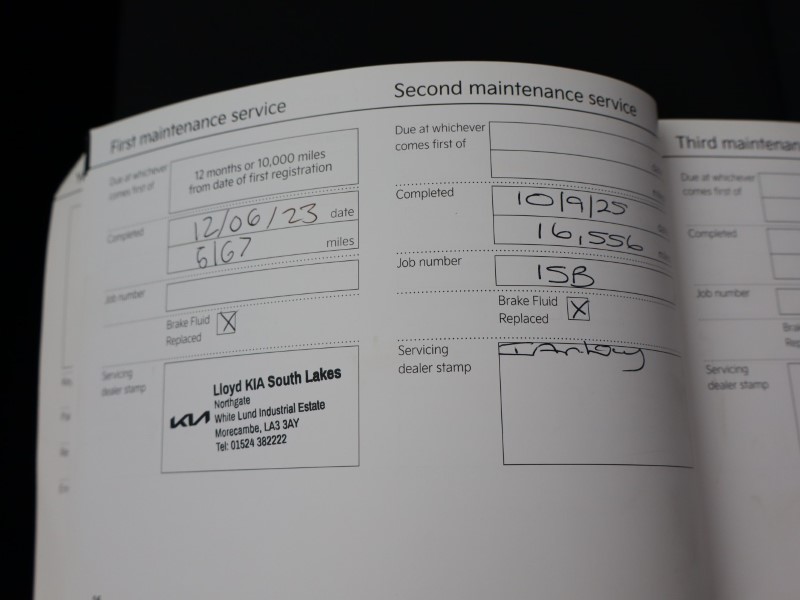 First maintenance service
Due at whichever
comes first of
12 months or 10,000 miles
from date of first registration
Completed
12/06/23 date
6167 miles
Job number
Brake Fluid
Replaced
X
Servicing
dealer stamp
Lloyd KIA South Lakes
Northgate
KIA
White Lund Industrial Estate
Morecambe, LA3 3AY
Tel: 01524 382222
Second maintenance service
Due at whichever
comes first of
Completed
10/9/25
16,556
Job number
ISB
Brake Fluid
Replaced
X
Servicing
dealer stamp
Third maintenan
Due at whichever
comes first of
Completed
Job number
Servicing
dealer stamp